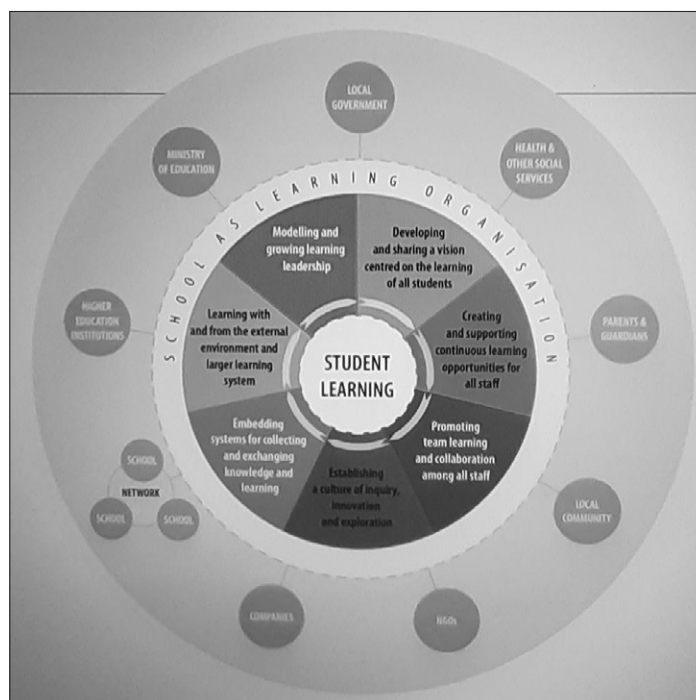 LOCAL
GOVERNMENT
HEALTH &
OTHER SOCIAL
SERVICES
PARENTS &
GUARDIANS
LOCAL
COMMUNITY
NGOs
COMPANIES
SCHOOL
NETWORK
SCHOOL
SCHOOL
HIGHER
EDUCATION
INSTITUTIONS
MINISTRY
OF EDUCATION
SCHOOL AS LEARNING ORGANISATION
Modelling and
growing learning
leadership
Developing
and sharing a vision
centred on the learning
of all students
Creating
and supporting
continuous learning
opportunities for
all staff
Promoting
team learning
and collaboration
among all staff
Establishing
a culture of inquiry,
innovation
and exploration
Embedding
systems for collecting
and exchanging
knowledge and
learning
Learning with
and from the external
environment and
larger learning
system
STUDENT
LEARNING